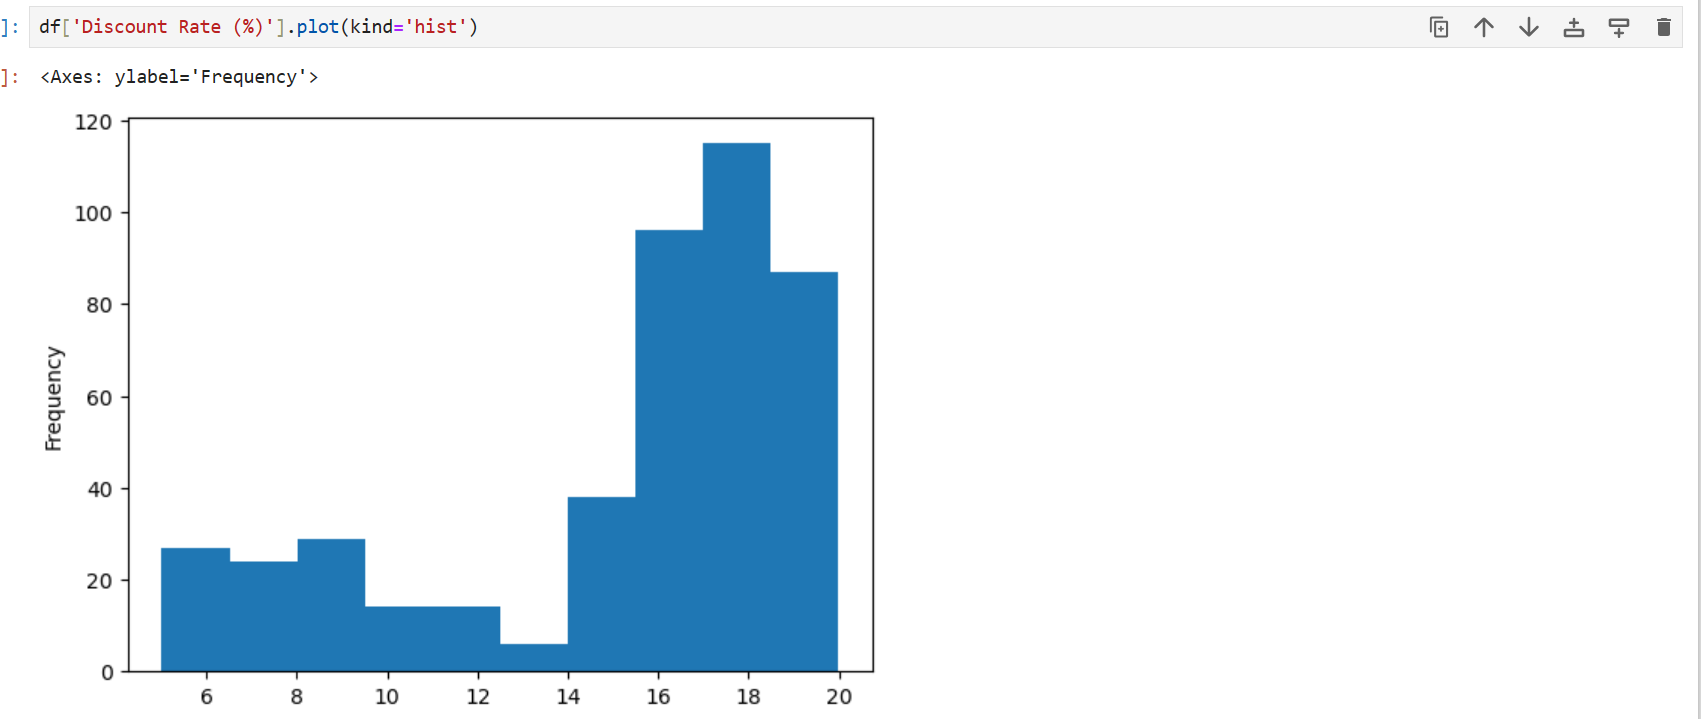 ]: df['Discount Rate (%)'].plot(kind='hist')
]: <Axes: ylabel='Frequency'>
120
100
80
60
40
20
0
Frequency
6 8 10 12 14 16 18 20